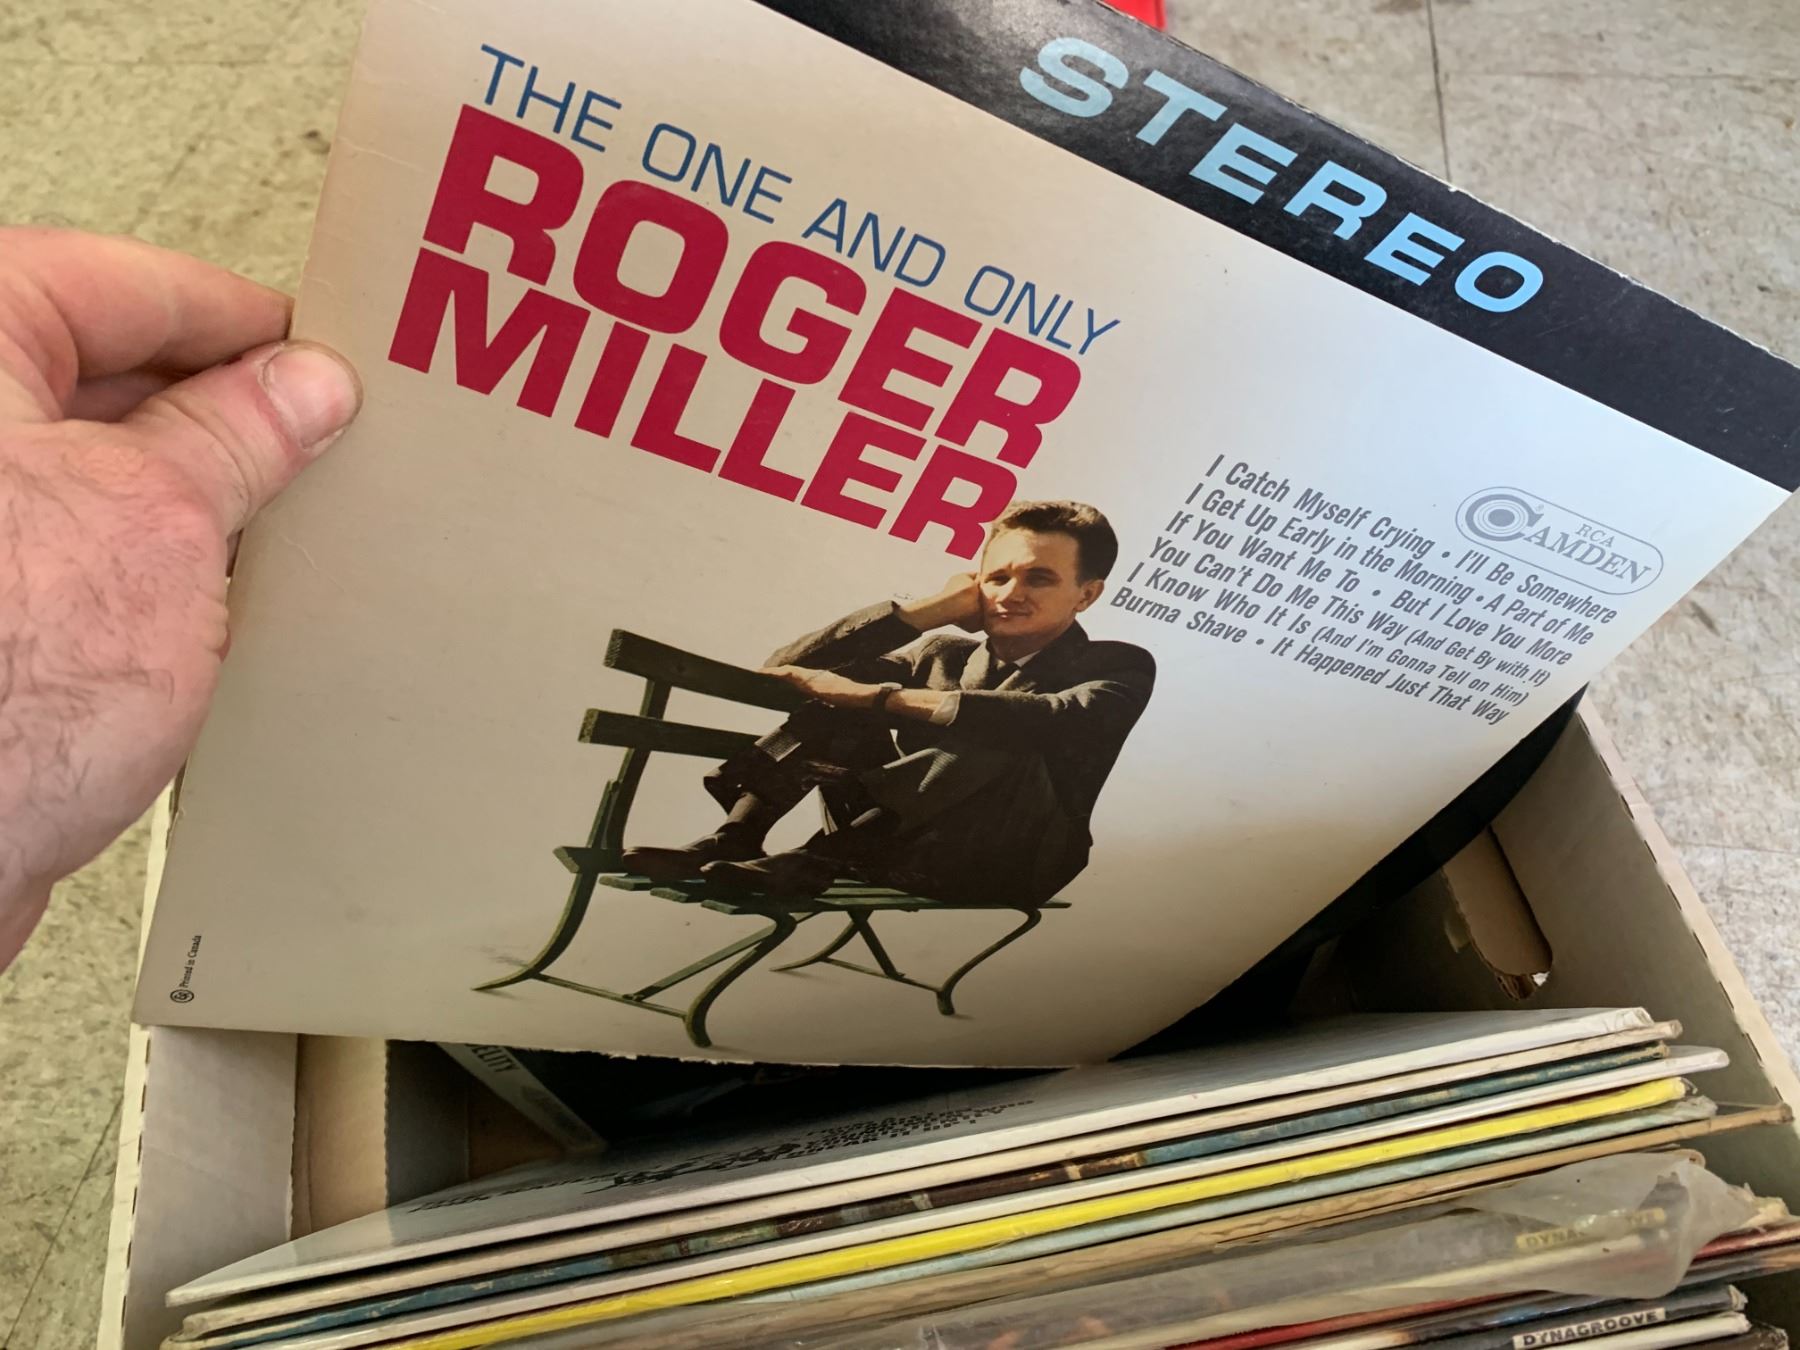 STEREO
THE ONE AND ONLY
ROGER
MILLER
I Catch Myself Crying • I'll Be Somewhere
I Get Up Early in the Morning • A Part of Me
If You Want Me To • But I Love You More
You Can't Do Me This Way (And Get By with It)
I Know Who It Is (And I'm Gonna Tell on Him)
Burma Shave • It Happened Just That Way
RCA
CAMDEN
®
Printed in Canada
ELITY
DYNA
DYNAGROOVE